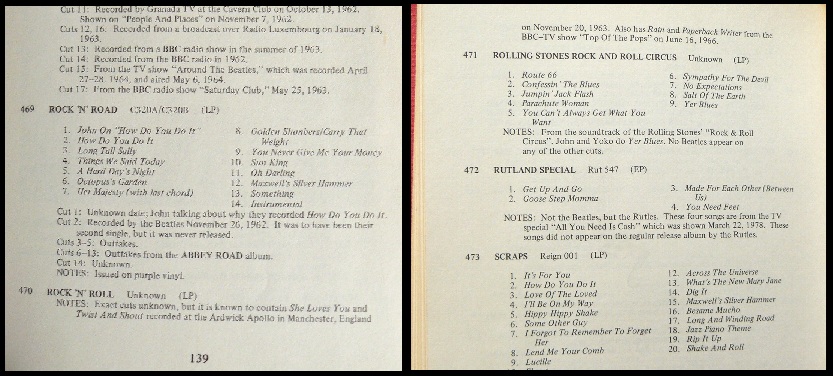 Cut 11: Recorded by Granada TV at the Cavern Club on October 13, 1962.
Shown on "People And Places" on November 7, 1962.
Cuts 12, 16: Recorded from a broadcast over Radio Luxembourg on January 18,
1963.
Cut 13: Recorded from a BBC radio show in the summer of 1963.
Cut 14: Recorded from the BBC radio in 1962.
Cut 15: From the TV show "Around The Beatles," which was recorded April
27-28, 1964, and aired May 6, 1964.
Cut 17: From the BBC radio show "Saturday Club," May 25, 1963.
469 ROCK 'N' ROAD C320A/C320B (LP)
1. John On "How Do You Do It"
2. How Do You Do It
3. Long Tall Sally
4. Things We Said Today
5. A Hard Day's Night
6. Octopus's Garden
7. Her Majesty (with last chord)
8. Golden Slumbers/Carry That
Weight
9. You Never Give Me Your Money
10. Sun King
11. Oh Darling
12. Maxwell's Silver Hammer
13. Something
14. Instrumental
Cut 1: Unknown date; John talking about why they recorded How Do You Do It.
Cut 2: Recorded by the Beatles November 26, 1962. It was to have been their
second single, but it was never released.
Cuts 3-5: Outtakes.
Cuts 6-13: Outtakes from the ABBEY ROAD album.
Cut 14: Unknown.
NOTES: Issued on purple vinyl.
470 ROCK 'N' ROLL Unknown (LP)
NOTES: Exact cuts unknown, but it is known to contain She Loves You and
Twist And Shout recorded at the Ardwick Apollo in Manchester, England
139
on November 20, 1963. Also has Rain and Paperback Writer from the
BBC-TV show "Top Of The Pops" on June 16, 1966.
471 ROLLING STONES ROCK AND ROLL CIRCUS Unknown (LP)
1. Route 66
2. Confessin' The Blues
3. Jumpin' Jack Flash
4. Parachute Woman
5. You Can't Always Get What You
Want
6. Sympathy For The Devil
7. No Expectations
8. Salt Of The Earth
9. Yer Blues
NOTES: From the soundtrack of the Rolling Stones' "Rock & Roll
Circus". John and Yoko do Yer Blues. No Beatles appear on
any of the other cuts.
472 RUTLAND SPECIAL Rut 547 (EP)
1. Get Up And Go
2. Goose Step Momma
3. Made For Each Other (Between
Us)
4. You Need Feet
NOTES: Not the Beatles, but the Rutles. These four songs are from the TV
special "All You Need Is Cash" which was shown March 22, 1978. These
songs did not appear on the regular release album by the Rutles.
473 SCRAPS Reign 001 (LP)
1. It's For You
2. How Do You Do It
3. Love Of The Loved
4. I'll Be On My Way
5. Hippy Hippy Shake
6. Some Other Guy
7. I Forgot To Remember To Forget
Her
8. Lend Me Your Comb
9. Lucille
12. Across The Universe
13. What's The New Mary Jane
14. Dig It
15. Maxwell's Silver Hammer
16. Besame Mucho
17. Long And Winding Road
18. Jazz Piano Theme
19. Rip It Up
20. Shake And Roll